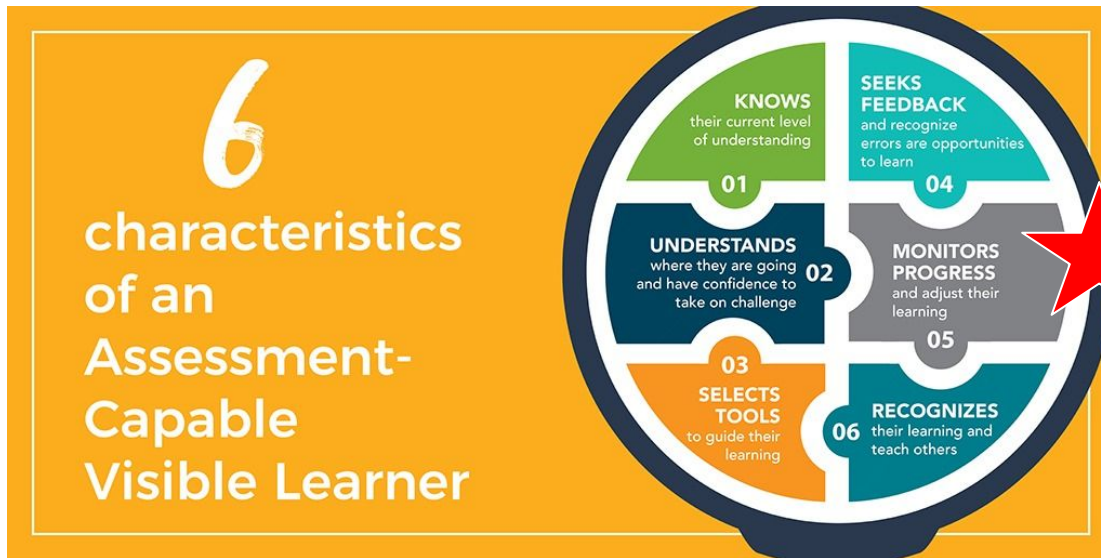 6
characteristics
of an
Assessment-
Capable
Visible Learner
KNOWS
their current level
of understanding
01
UNDERSTANDS
where they are going
and have confidence to
take on challenge
02
03
SELECTS
TOOLS
to guide their
learning
SEEKS
FEEDBACK
and recognize
errors are opportunities
to learn
04
MONITORS
PROGRESS
and adjust their
learning
05
06
RECOGNIZES
their learning and
teach others